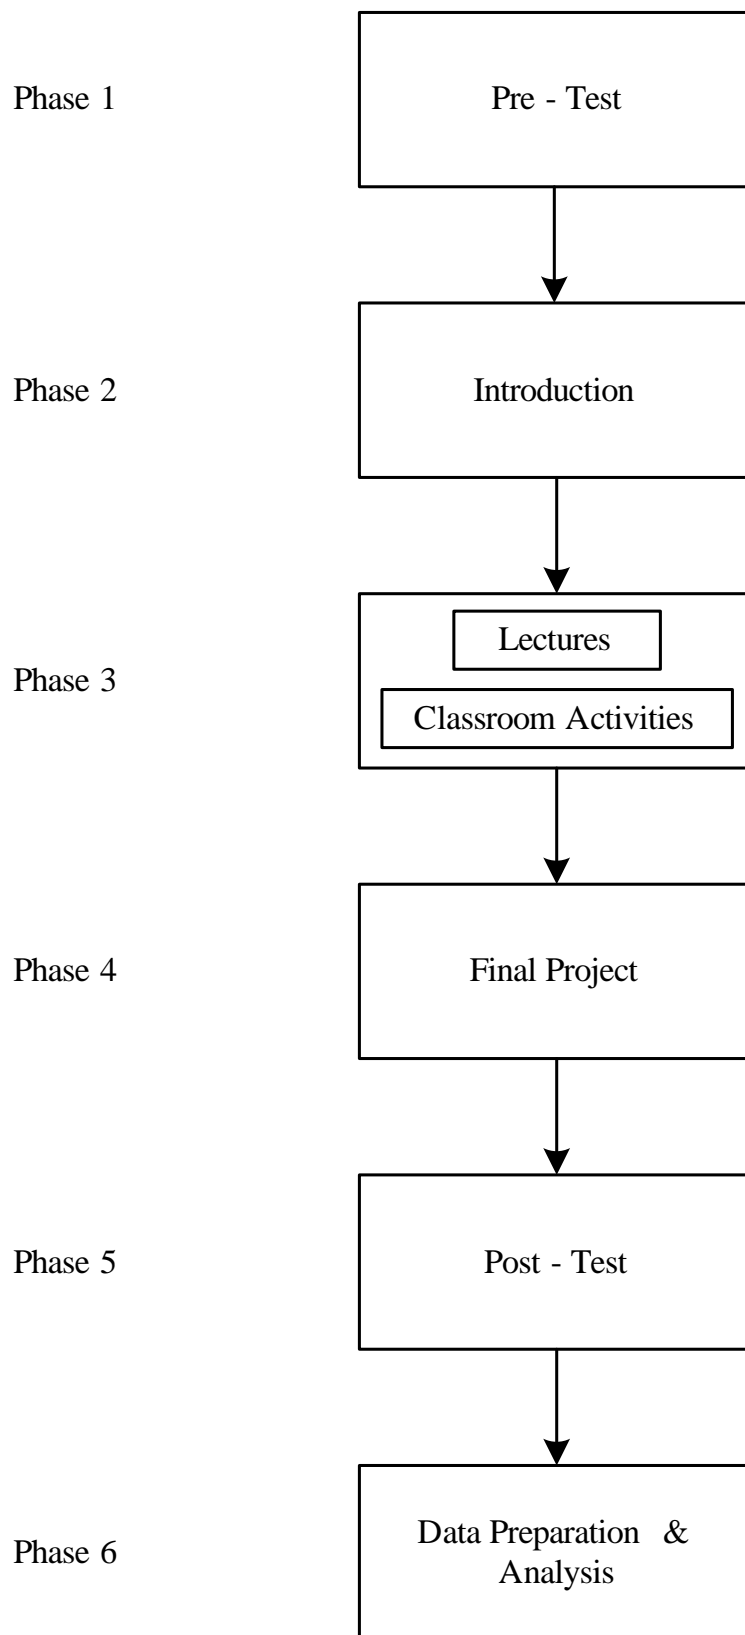 Phase 1
Pre - Test
Phase 2
Introduction
Phase 3
Lectures
Classroom Activities
Phase 4
Final Project
Phase 5
Post - Test
Phase 6
Data Preparation &
Analysis